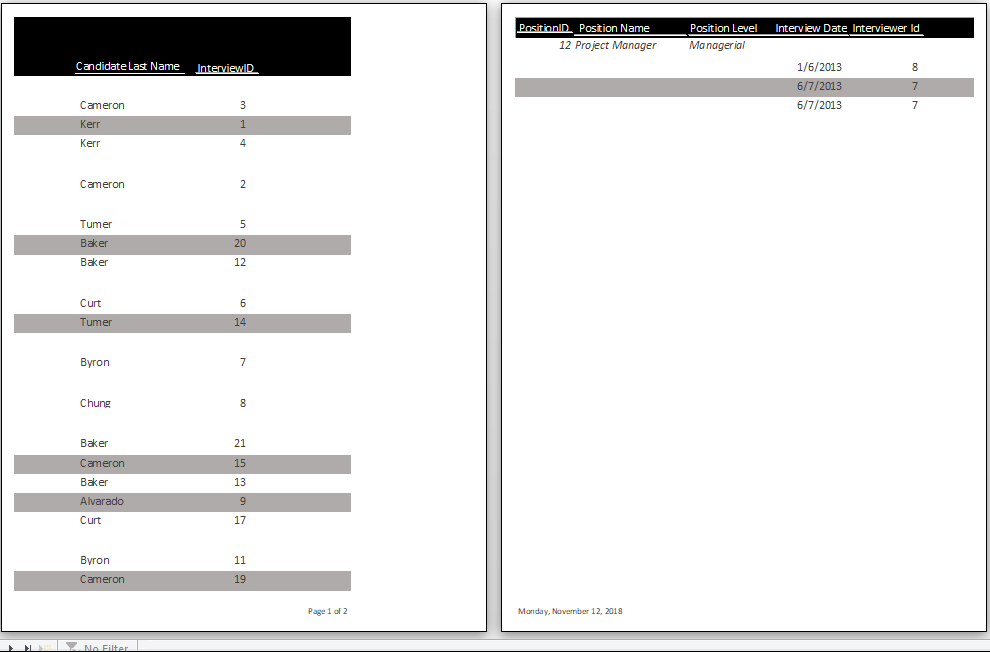 Candidate Last Name InterviewID
Cameron 3
Kerr 1
Kerr 4
Cameron 2
Tumer 5
Baker 20
Baker 12
Curt 6
Tumer 14
Byron 7
Chung 8
Baker 21
Cameron 15
Baker 13
Alvarado 9
Curt 17
Byron 11
Cameron 19
Page 1 of 2
PositionID Position Name Position Level Interview Date Interviewer Id
12 Project Manager Managerial
1/6/2013 8
6/7/2013 7
6/7/2013 7
Monday, November 12, 2018
No Filter